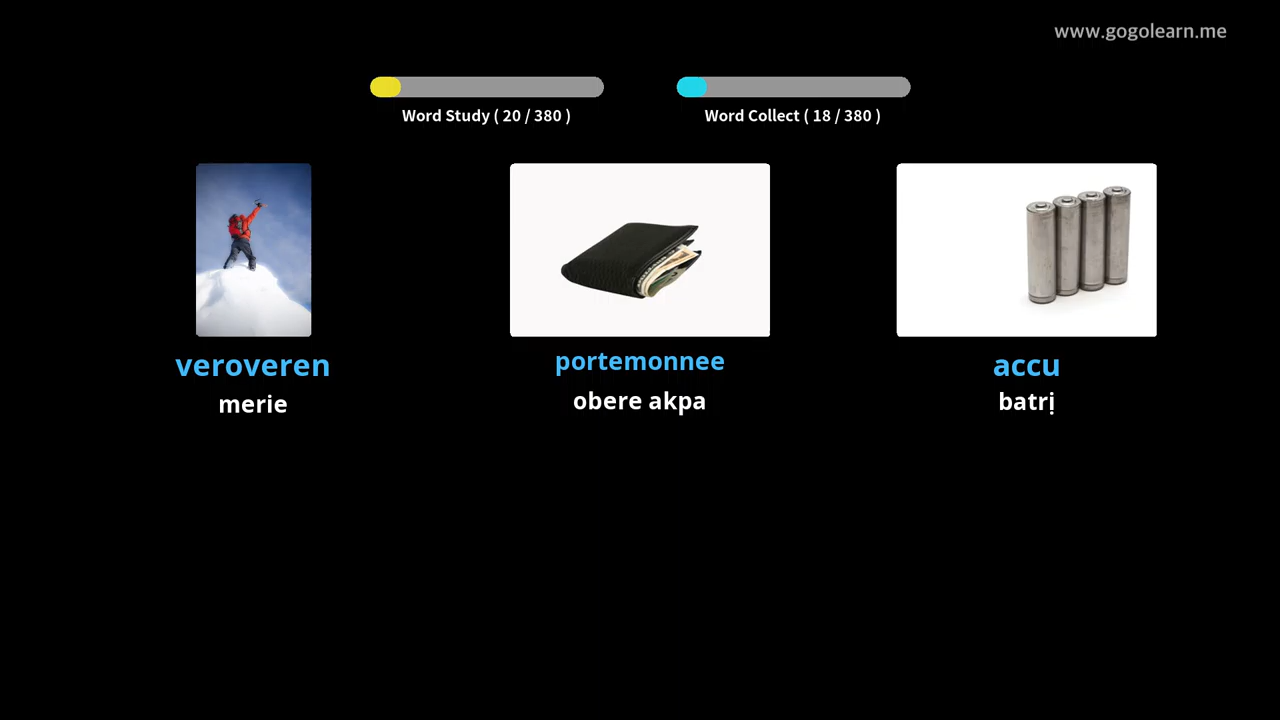 www.gogolearn.me
Word Study ( 20 / 380 )
Word Collect ( 18 / 380 )
veroveren
merie
portemonnee
obere akpa
accu
batrị